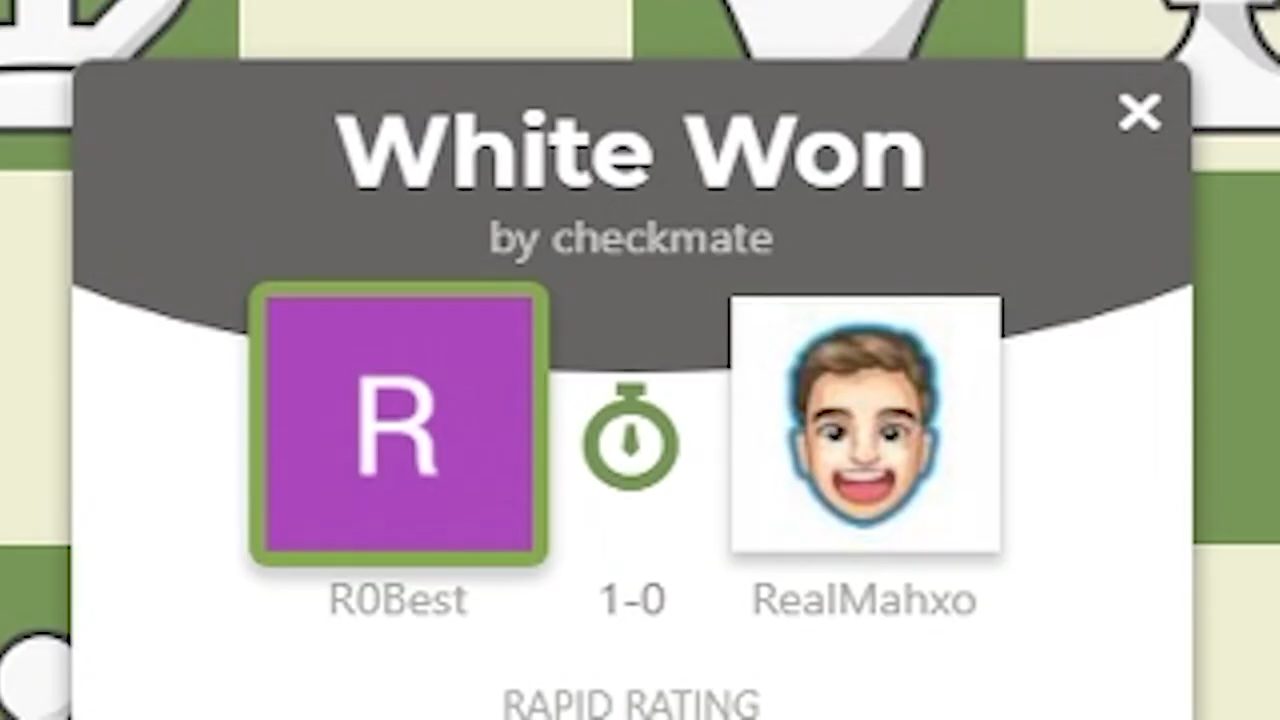 White Won
by checkmate
R
R0Best 1-0 RealMahxo
RAPID RATING